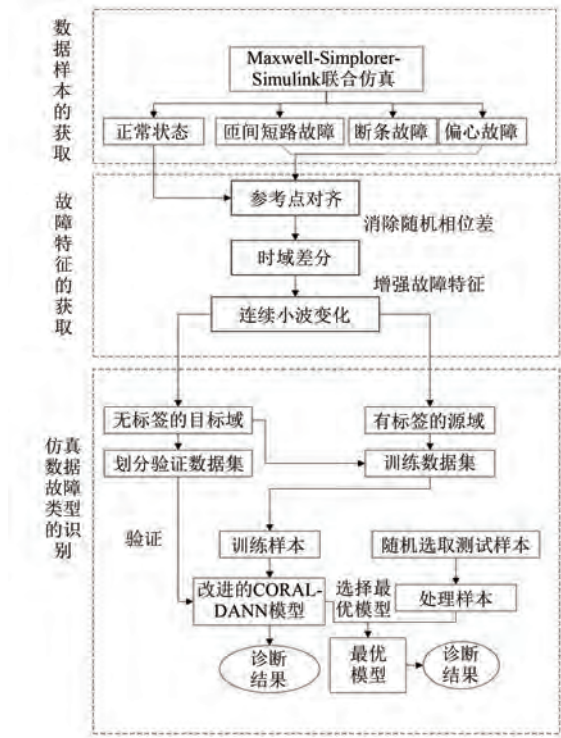 数据样本的获取
Maxwell-Simplorer-
Simulink联合仿真
正常状态
匝间短路故障
断条故障
偏心故障
故障特征的获取
参考点对齐
消除随机相位差
时域差分
增强故障特征
连续小波变化
仿真
数据
故障
类型
的识
别
无标签的目标域
有标签的源域
划分验证数据集
训练数据集
验证
训练样本
随机选取测试样本
改进的CORAL-
DANN模型
选择最
优模型
处理样本
诊断
结果
最优
模型
诊断
结果